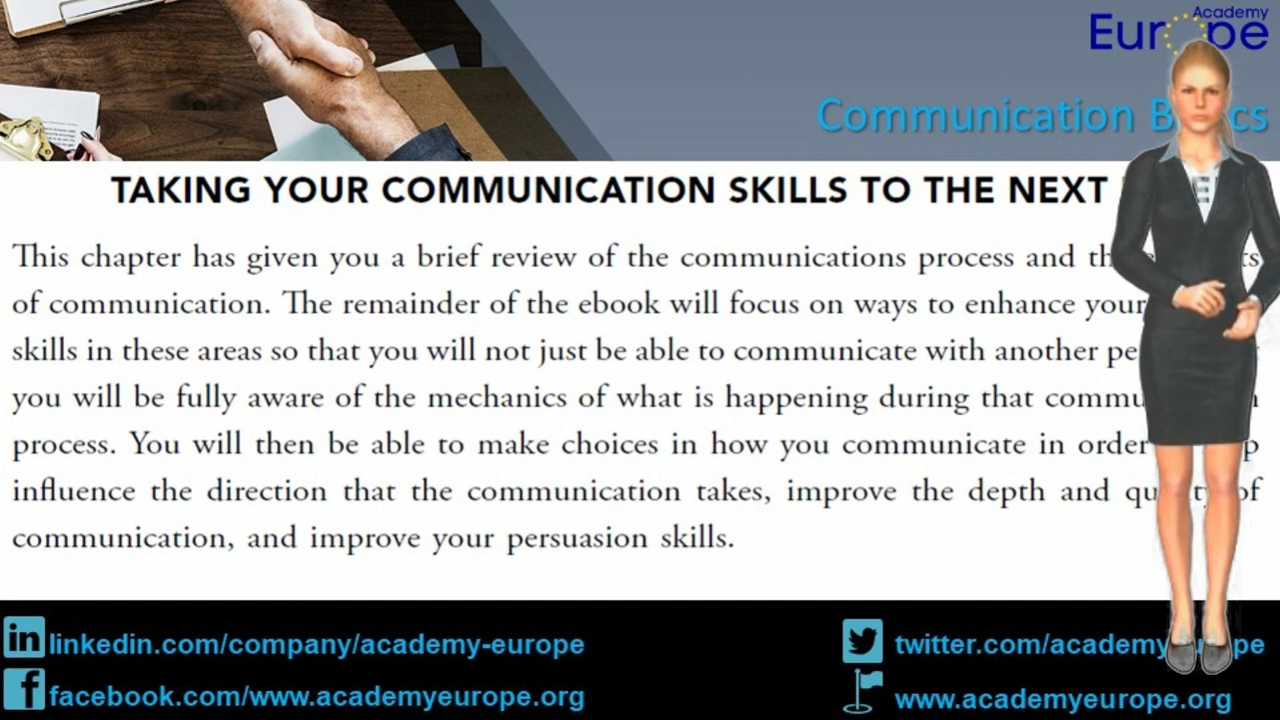 Academy
Europe
Communication Basics
TAKING YOUR COMMUNICATION SKILLS TO THE NEXT
This chapter has given you a brief review of the communications process and
of communication. The remainder of the ebook will focus on ways to enhance your
skills in these areas so that you will not just be able to communicate with another
you will be fully aware of the mechanics of what is happening during that
process. You will then be able to make choices in how you communicate in order
influence the direction that the communication takes, improve the depth and quality of
communication, and improve your persuasion skills.
linkedin.com/company/academy-europe
twitter.com/academy-europe
facebook.com/www.academyeurope.org
www.academyeurope.org